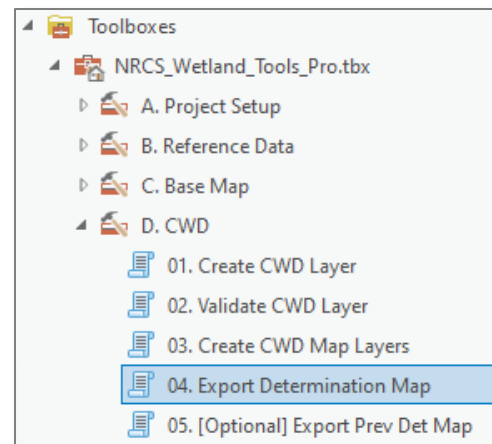 Toolboxes
NRCS_Wetland_Tools_Pro.tbx
A. Project Setup
B. Reference Data
C. Base Map
D. CWD
01. Create CWD Layer
02. Validate CWD Layer
03. Create CWD Map Layers
04. Export Determination Map
05. [Optional] Export Prev Det Map